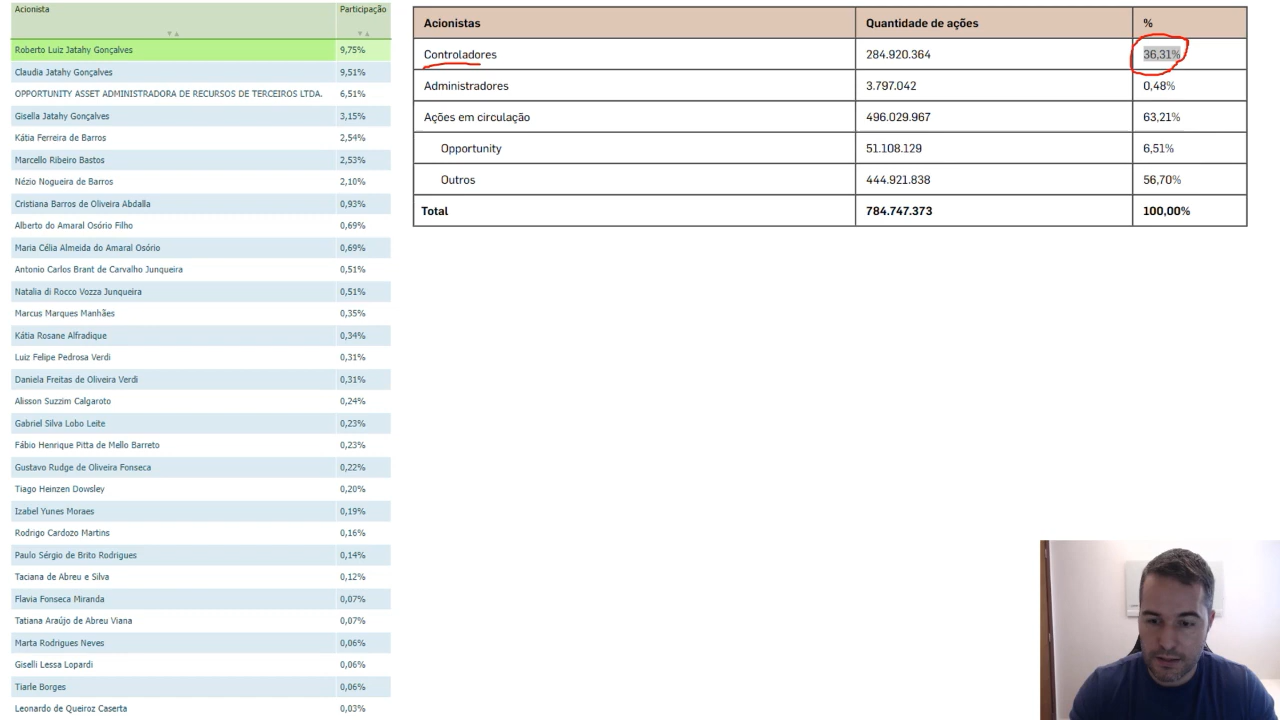 Acionista Participação
Roberto Luiz Jatahy Gonçalves 9,75%
Claudia Jatahy Gonçalves 9,51%
OPPORTUNITY ASSET ADMINISTRADORA DE RECURSOS DE TERCEIROS LTDA. 6,51%
Gisella Jatahy Gonçalves 3,15%
Kátia Ferreira de Barros 2,54%
Marcello Ribeiro Bastos 2,53%
Nézio Nogueira de Barros 2,10%
Cristiana Barros de Oliveira Abdalla 0,93%
Alberto do Amaral Osório Filho 0,69%
Maria Célia Almeida do Amaral Osório 0,69%
Antonio Carlos Brant de Carvalho Junqueira 0,51%
Natalia di Rocco Vozza Junqueira 0,51%
Marcus Marques Manhães 0,35%
Kátia Rosane Alfradique 0,34%
Luiz Felipe Pedrosa Verdi 0,31%
Daniela Freitas de Oliveira Verdi 0,31%
Alisson Suzzim Calgaroto 0,24%
Gabriel Silva Lobo Leite 0,23%
Fábio Henrique Pitta de Mello Barreto 0,23%
Gustavo Rudge de Oliveira Fonseca 0,22%
Tiago Heinzen Dowsley 0,20%
Izabel Yunes Moraes 0,19%
Rodrigo Cardozo Martins 0,16%
Paulo Sérgio de Brito Rodrigues 0,14%
Taciana de Abreu e Silva 0,12%
Flavia Fonseca Miranda 0,07%
Tatiana Araújo de Abreu Viana 0,07%
Marta Rodrigues Neves 0,06%
Giselli Lessa Lopardi 0,06%
Tiarle Borges 0,06%
Leonardo de Queiroz Caserta 0,03%
Acionistas Quantidade de ações %
Controladores 284.920.364 36,31%
Administradores 3.797.042 0,48%
Ações em circulação 496.029.967 63,21%
Opportunity 51.108.129 6,51%
Outros 444.921.838 56,70%
Total 784.747.373 100,00%